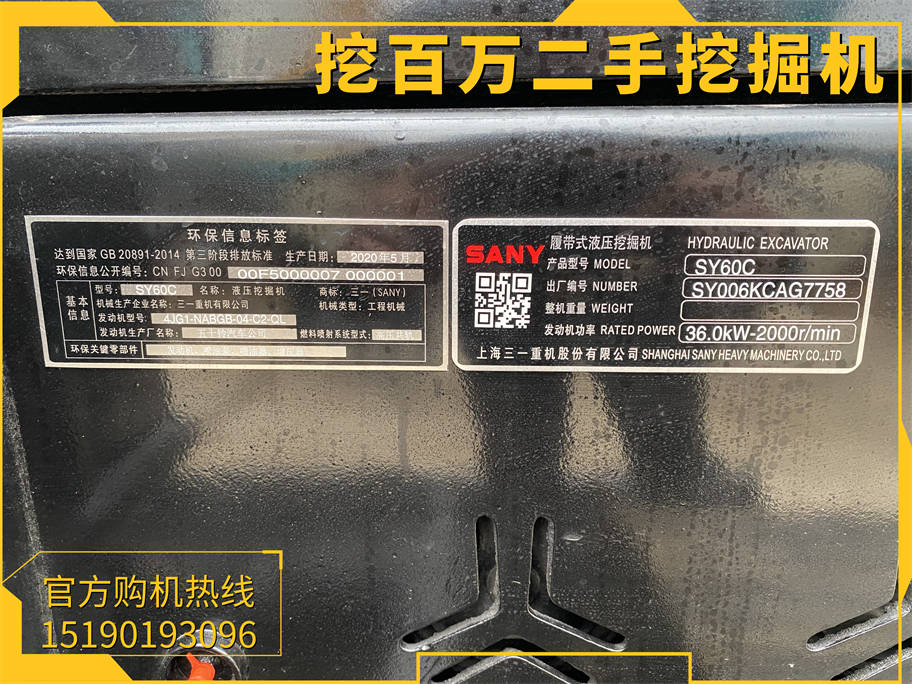 挖百万二手挖掘机
环保信息标签
达到国家 GB 20891-2014 第三阶段排放标准 生产日期: 2020年5月
环保信息公开编号: CN FJ G3 00 00F5000007 000001
基本信息
型号: SY60C 名称: 液压挖掘机 商标: 三一(SANY)
机械生产企业名称: 三一重机有限公司 机械类型: 工程机械
发动机型号: 4JG1-NABGB-04-C2-CL
发动机生产厂名称: 五十铃汽车公司 燃料喷射系统型式:
环保关键零部件
SANY
履带式液压挖掘机 HYDRAULIC EXCAVATOR
产品型号 MODEL SY60C
出厂编号 NUMBER SY006KCAG7758
整机重量 WEIGHT
发动机功率 RATED POWER 36.0kW-2000r/min
上海三一重机股份有限公司 SHANGHAI SANY HEAVY MACHINERY CO.,LTD
官方购机热线
15190193096